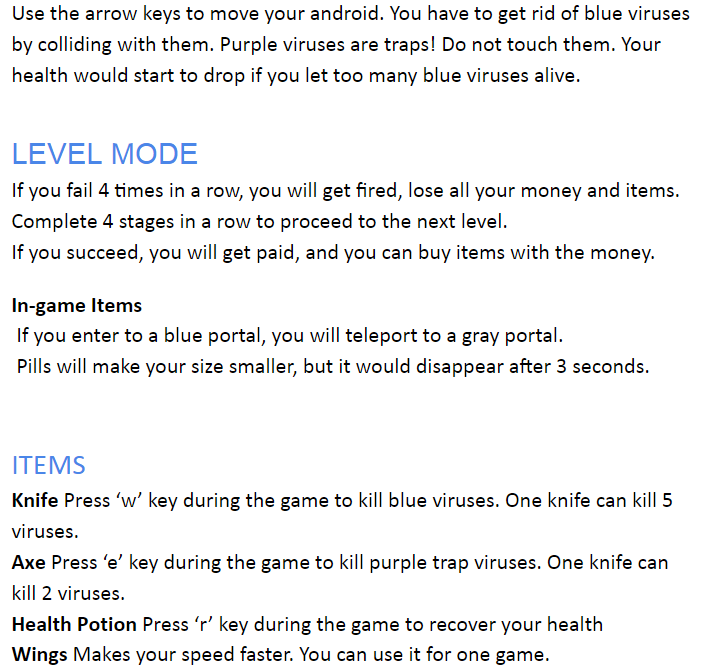 Use the arrow keys to move your android. You have to get rid of blue viruses
by colliding with them. Purple viruses are traps! Do not touch them. Your
health would start to drop if you let too many blue viruses alive.
LEVEL MODE
If you fail 4 times in a row, you will get fired, lose all your money and items.
Complete 4 stages in a row to proceed to the next level.
If you succeed, you will get paid, and you can buy items with the money.
In-game Items
If you enter to a blue portal, you will teleport to a gray portal.
Pills will make your size smaller, but it would disappear after 3 seconds.
ITEMS
Knife Press ‘w’ key during the game to kill blue viruses. One knife can kill 5
viruses.
Axe Press ‘e’ key during the game to kill purple trap viruses. One knife can
kill 2 viruses.
Health Potion Press ‘r’ key during the game to recover your health
Wings Makes your speed faster. You can use it for one game.